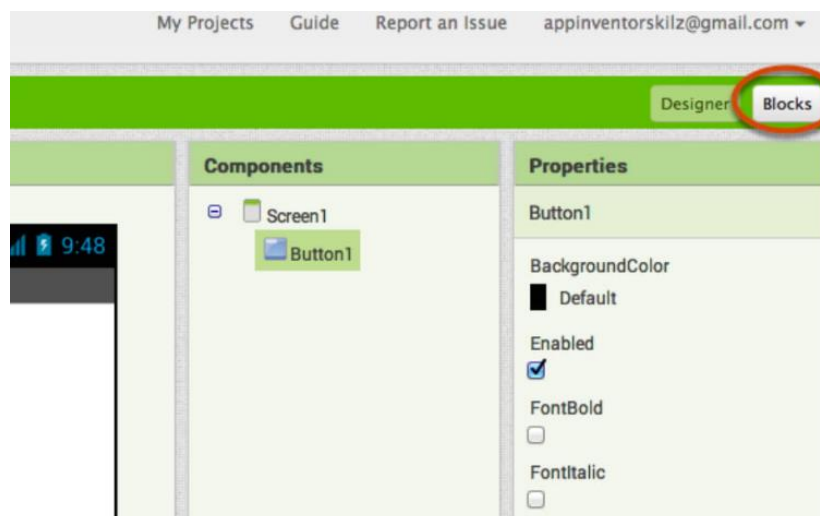 My Projects Guide Report an Issue appinventorskilz@gmail.com
Designer Blocks
Components
Screen1
Button1
9:48
Properties
Button1
BackgroundColor
Default
Enabled
FontBold
FontItalic